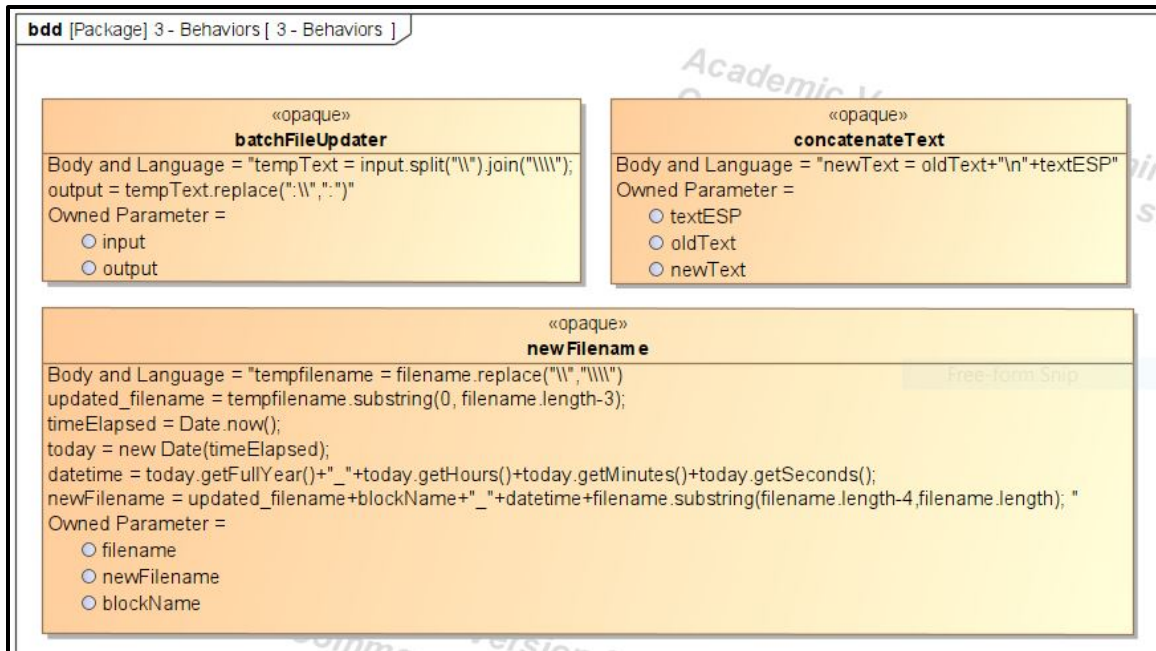 bdd [Package] 3 - Behaviors [ 3 - Behaviors ]
Academic
«opaque»
batchFileUpdater
Body and Language = "tempText = input.split("\\").join("\\\\");
output = tempText.replace(":\\",":")"
Owned Parameter =
input
output
«opaque»
concatenateText
Body and Language = "newText = oldText+"\n"+textESP"
Owned Parameter =
textESP
oldText
newText
«opaque»
newFilename
Body and Language = "tempfilename = filename.replace("\\","\\\\")
updated_filename = tempfilename.substring(0, filename.length-3);
timeElapsed = Date.now();
today = new Date(timeElapsed);
datetime = today.getFullYear()+"_"+today.getHours()+today.getMinutes()+today.getSeconds();
newFilename = updated_filename+blockName+"_"+datetime+filename.substring(filename.length-4,filename.length); "
Owned Parameter =
filename
newFilename
blockName
Free-form Snip